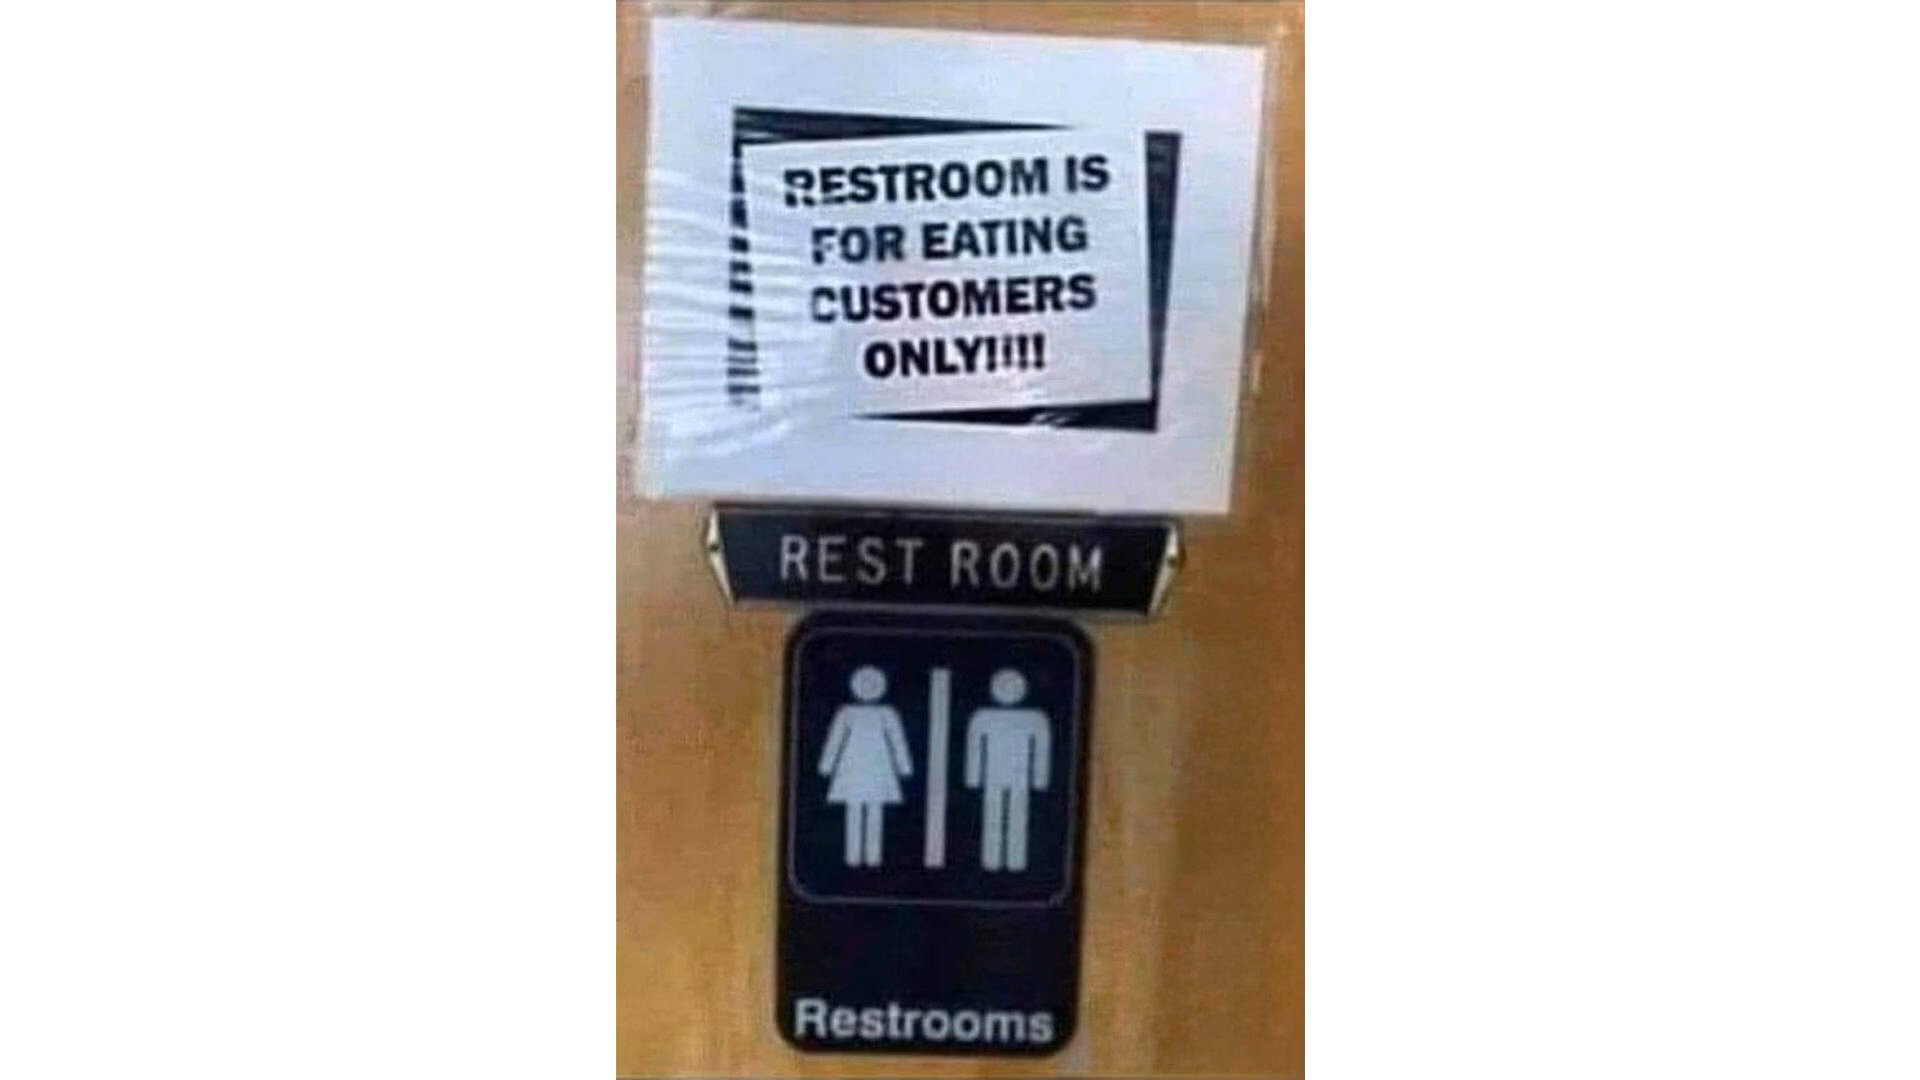 RESTROOM IS
FOR EATING
CUSTOMERS
ONLY!!!!
REST ROOM
Restrooms